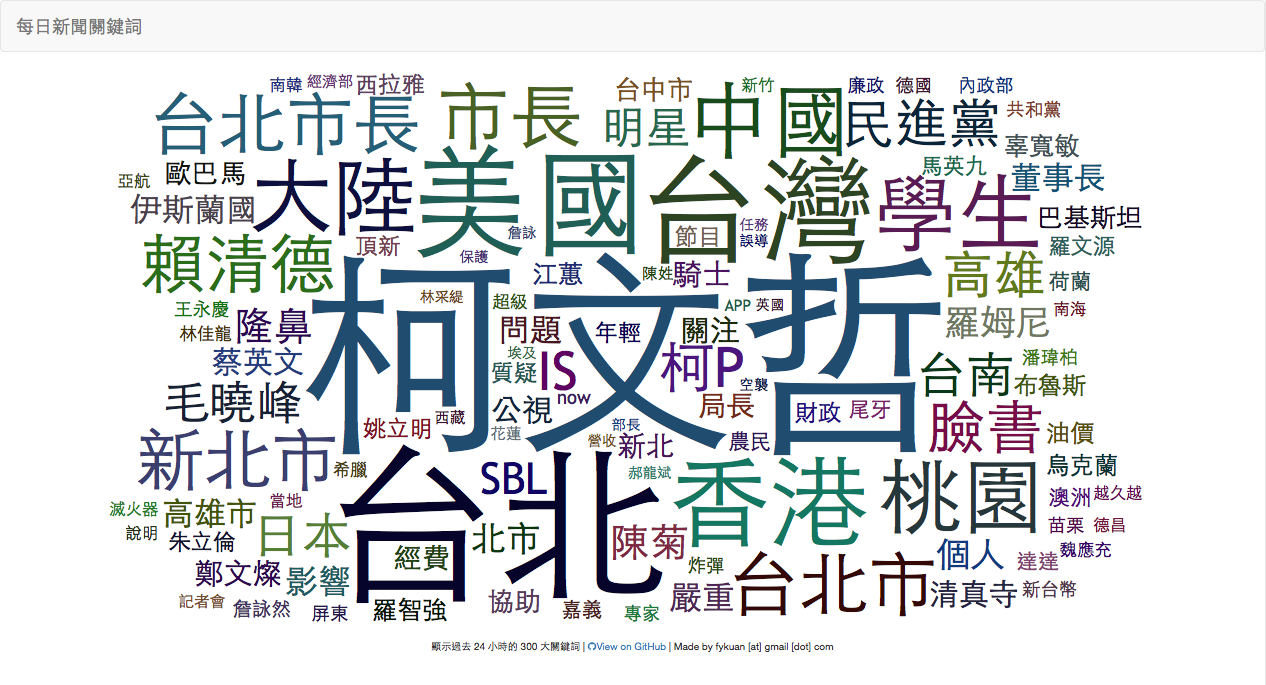 每日新聞關鍵詞
南韓 經濟部 西拉雅 台中市 新竹 廉政 德國 內政部
台北市長 市長 明星 中國 民進黨 共和黨
辜寬敏
亞航 歐巴馬 大陸 美國 台灣 馬英九 董事長
伊斯蘭國 學生 巴基斯坦
賴清德 頂新 詹詠 保護 節目 任務 誤導 羅文源
江蕙 陳姓 騎士 高雄 荷蘭
王永慶 林采緹 超級 APP 英國 南海
林佳龍 隆鼻 柯文哲 問題 年輕 關注 羅姆尼
蔡英文 埃及 質疑 IS 柯P 台南 潘瑋柏
空襲 布魯斯
毛曉峰 now 公視 局長 財政 尾牙
姚立明 西藏 花蓮 部長 臉書 油價
新北市 營收 新北 農民
希臘 SBL 郝龍斌 烏克蘭
台北 香港 桃園 澳洲 越久越
滅火器 當地 高雄市
說明 朱立倫 日本 北市 陳菊 苗栗 德昌
經費 個人 達達 魏應充
鄭文燦 影響 炸彈
記者會 詹詠然 屏東 羅智強 協助 嘉義 專家 嚴重 台北市 清真寺 新台幣
顯示過去 24 小時的 300 大關鍵詞 | View on GitHub | Made by fykuan [at] gmail [dot] com